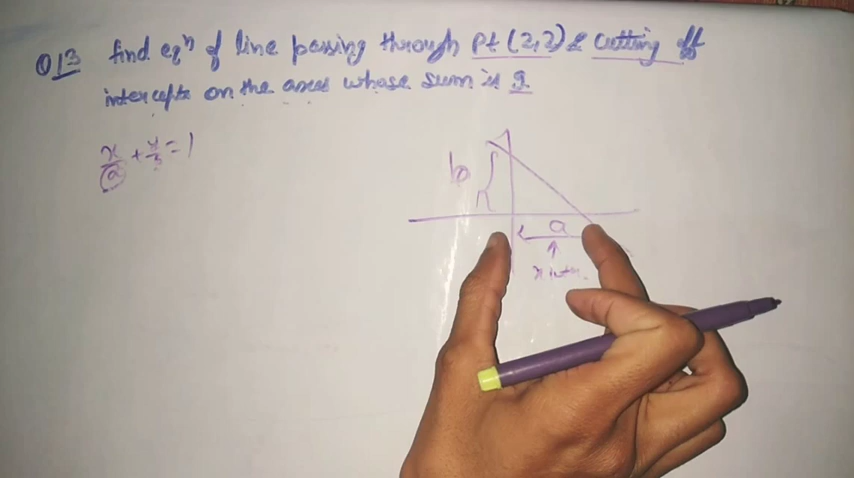 Q13 find eqⁿ of line passing through pt (2,2) & cutting off
intercepts on the axes whose sum is 9
x/a + y/b = 1
b
a
x inte.